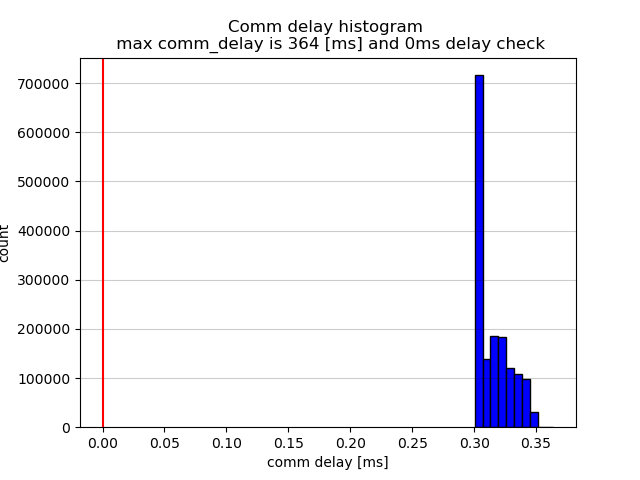 Comm delay histogram
max comm_delay is 364 [ms] and 0ms delay check
700000
600000
500000
400000
300000
200000
100000
0
count
0.00 0.05 0.10 0.15 0.20 0.25 0.30 0.35
comm delay [ms]